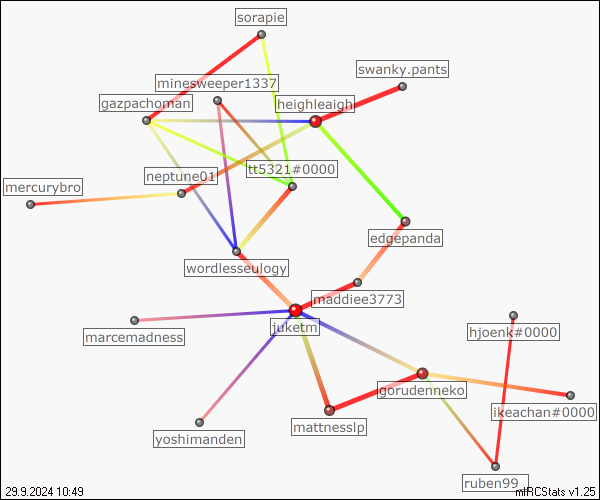 sorapie
swanky.pants
minesweeper1337
gazpachoman
heighleaigh
tt5321#0000
neptune01
mercurybro
edgepanda
wordlesseulogy
maddiee3773
juketm
marcemadness
hjoenk#0000
gorudenneko
ikeachan#0000
mattnesslp
yoshimanden
ruben99_
29.9.2024 10:49
mIRCStats v1.25